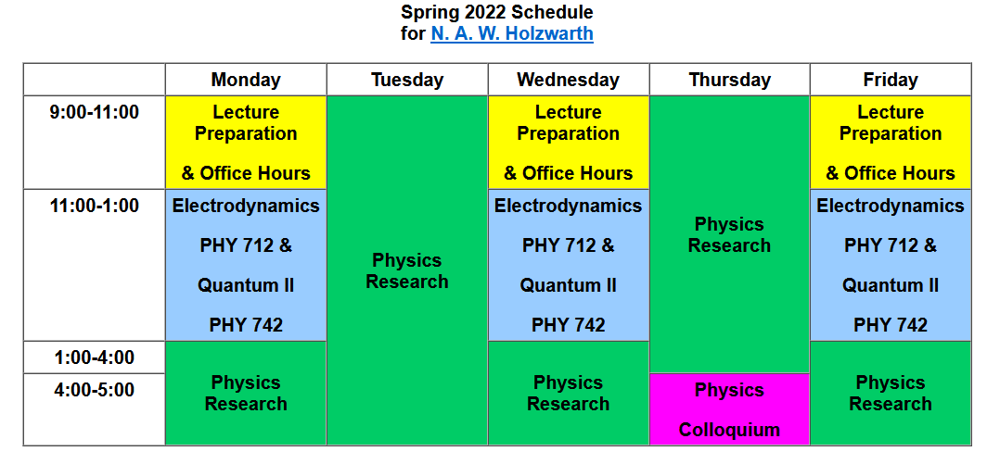 Spring 2022 Schedule
for N. A. W. Holzwarth
Monday Tuesday Wednesday Thursday Friday
9:00-11:00
Lecture
Preparation
& Office Hours
Physics
Research
Lecture
Preparation
& Office Hours
Physics
Research
Lecture
Preparation
& Office Hours
11:00-1:00
Electrodynamics
PHY 712 &
Quantum II
PHY 742
Electrodynamics
PHY 712 &
Quantum II
PHY 742
Electrodynamics
PHY 712 &
Quantum II
PHY 742
1:00-4:00
Physics
Research
Physics
Research
Physics
Research
4:00-5:00
Physics
Colloquium